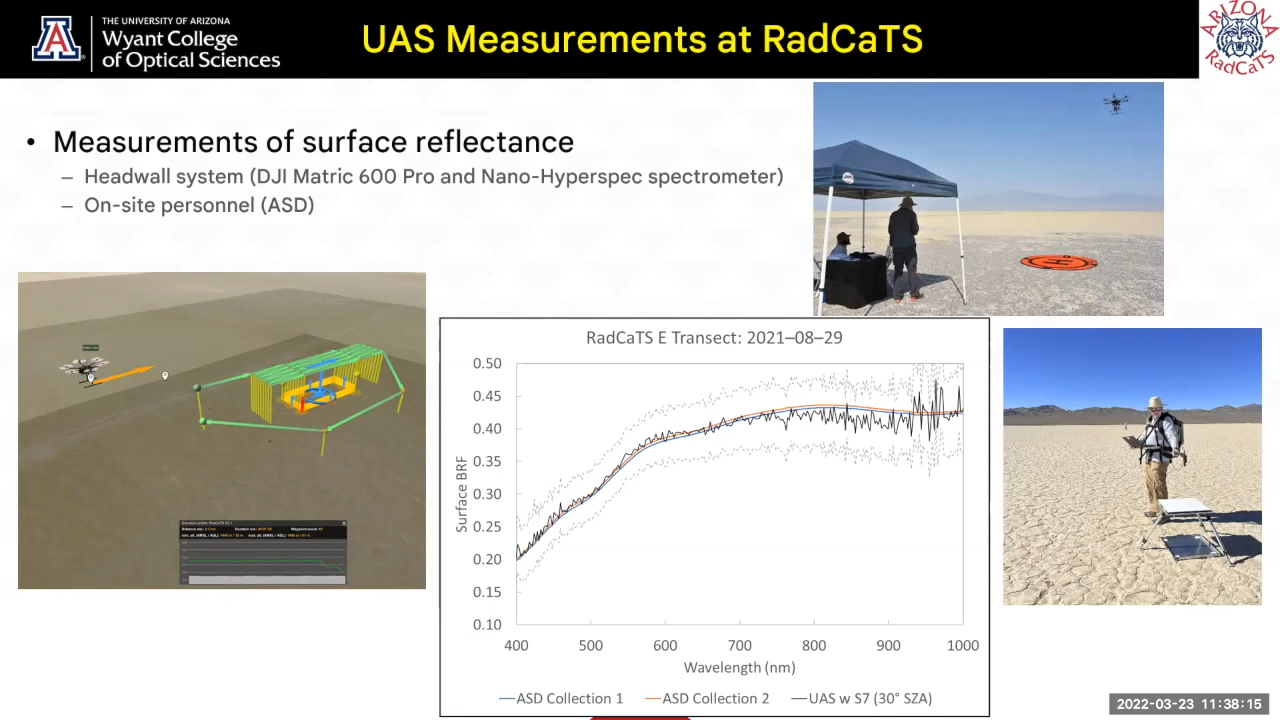 THE UNIVERSITY OF ARIZONA
Wyant College
of Optical Sciences
UAS Measurements at RadCaTS
ARIZONA
RadCaTS
• Measurements of surface reflectance
– Headwall system (DJI Matric 600 Pro and Nano-Hyperspec spectrometer)
– On-site personnel (ASD)
RadCaTS E Transect: 2021–08–29
0.50
0.45
0.40
0.35
0.30
0.25
0.20
0.15
0.10
Surface BRF
400 500 600 700 800 900 1000
Wavelength (nm)
ASD Collection 1 ASD Collection 2 UAS w S7 (30° SZA)
2022-03-23 11:38:15